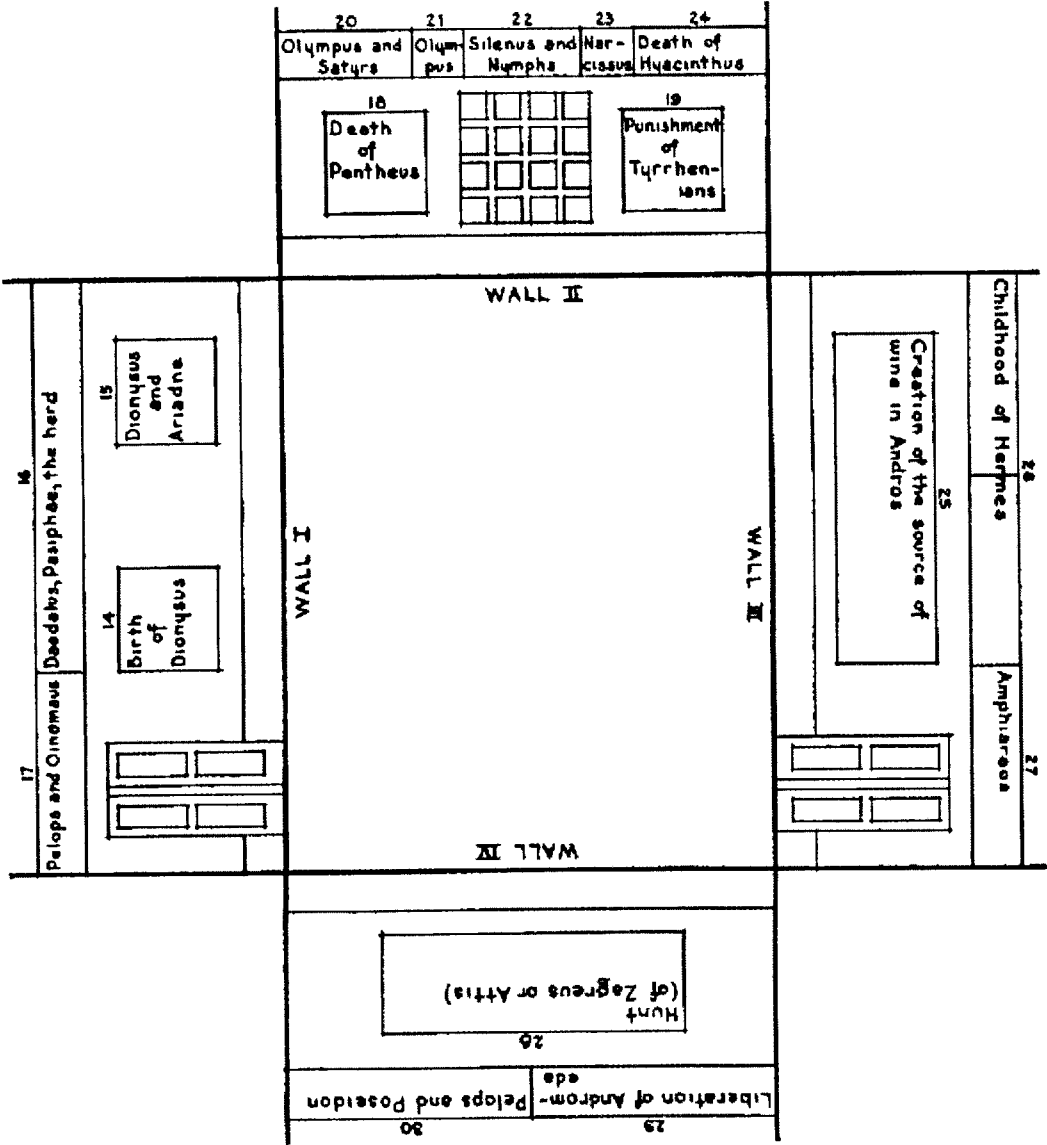 20 21 22 23 24
Olympus and
Satyrs
Olym-
pus
Silenus and
Nymphs
Nar-
cissus
Death of
Hyacinthus
18
Death
of
Pentheus
19
Punishment
of
Tyrrhen-
ians
WALL II
16
Daedalus, Pasiphae, the herd
17
Pelops and Oinomaus
15
Dionysus
and
Ariadne
14
Birth
of
Dionysus
WALL I
WALL III
25
Creation of the source of
wine in Andros
26
Childhood of Hermes
27
Amphiareos
WALL IV
28
Hunt
(of Zagreus or Attis)
29
Liberation of Androm-
eda
30
Pelops and Poseidon